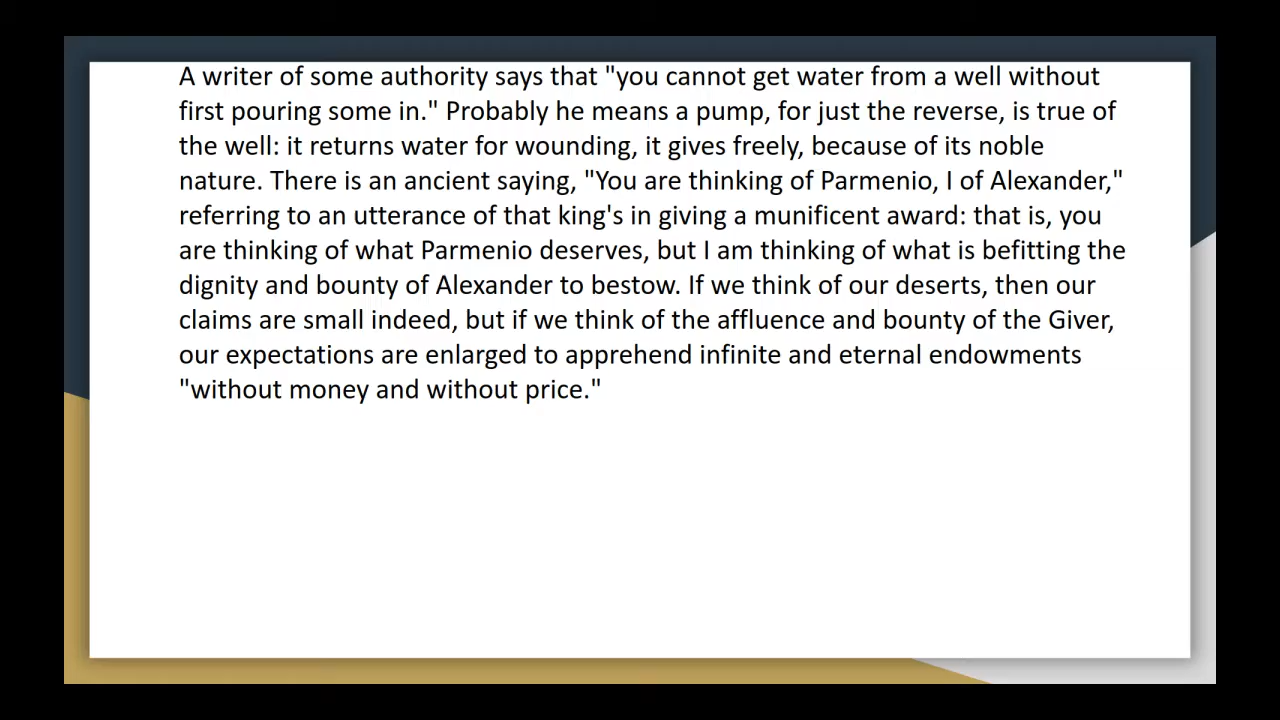 A writer of some authority says that "you cannot get water from a well without
first pouring some in." Probably he means a pump, for just the reverse, is true of
the well: it returns water for wounding, it gives freely, because of its noble
nature. There is an ancient saying, "You are thinking of Parmenio, I of Alexander,"
referring to an utterance of that king's in giving a munificent award: that is, you
are thinking of what Parmenio deserves, but I am thinking of what is befitting the
dignity and bounty of Alexander to bestow. If we think of our deserts, then our
claims are small indeed, but if we think of the affluence and bounty of the Giver,
our expectations are enlarged to apprehend infinite and eternal endowments
"without money and without price."